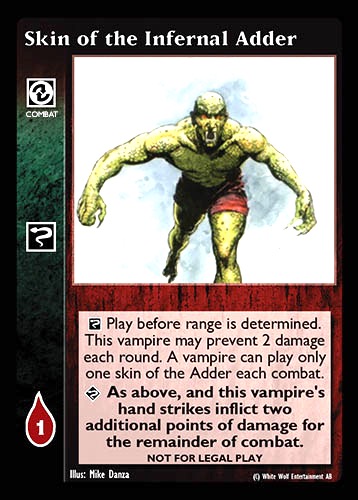 Skin of the Infernal Adder
COMBAT
Play before range is determined.
This vampire may prevent 2 damage
each round. A vampire can play only
one skin of the Adder each combat.
As above, and this vampire's
hand strikes inflict two
additional points of damage for
the remainder of combat.
NOT FOR LEGAL PLAY
1
Illus: Mike Danza
(C) White Wolf Entertainment AB